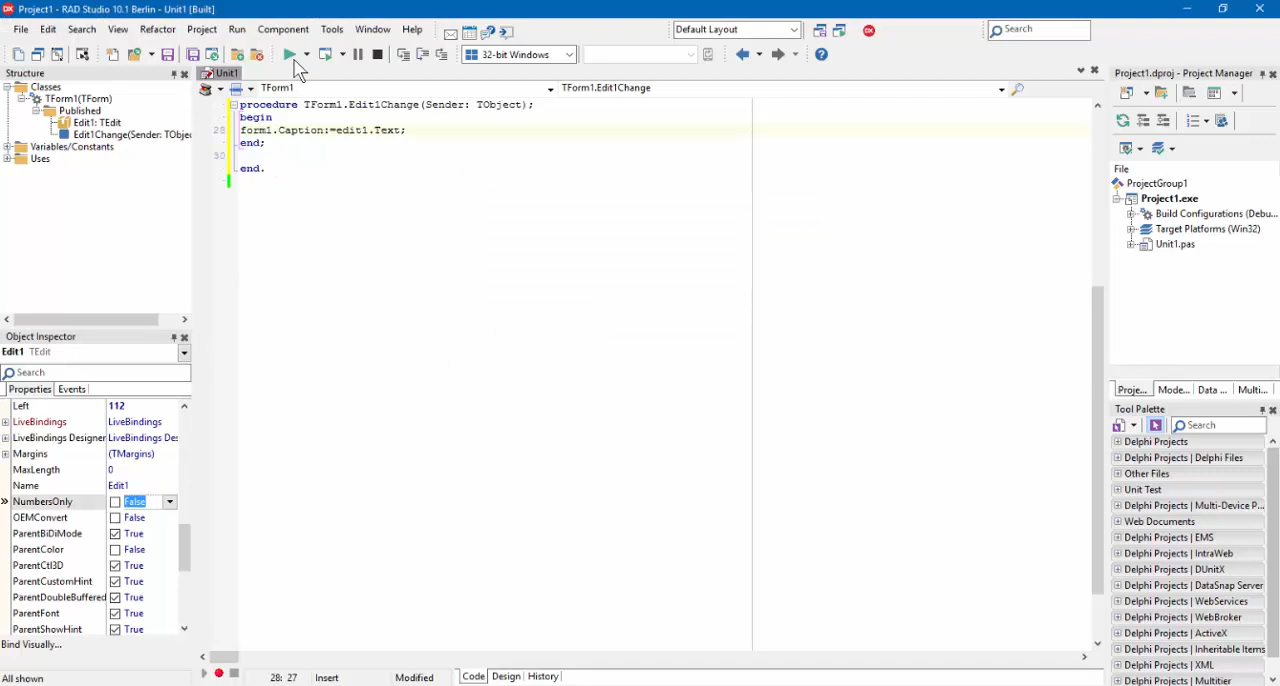 Project1 - RAD Studio 10.1 Berlin - Unit1 [Built]
File Edit Search View Refactor Project Run Component Tools Window Help
Default Layout
Search
32-bit Windows
Structure
Classes
TForm1(TForm)
Published
Edit1: TEdit
Edit1Change(Sender: TObjec
Variables/Constants
Uses
Unit1
TForm1
TForm1.Edit1Change
procedure TForm1.Edit1Change(Sender: TObject);
begin
28 form1.Caption:=edit1.Text;
end;
30
end.
Project1.dproj - Project Manager
File
ProjectGroup1
Project1.exe
Build Configurations (Debu...
Target Platforms (Win32)
Unit1.pas
Object Inspector
Edit1 TEdit
Search
Properties Events
Left 112
LiveBindings LiveBindings
LiveBindings Designer LiveBindings Des
Margins (TMargins)
MaxLength 0
Name Edit1
NumbersOnly False
OEMConvert False
ParentBiDiMode True
ParentColor False
ParentCtl3D True
ParentCustomHint True
ParentDoubleBuffered True
ParentFont True
ParentShowHint True
Bind Visually...
All shown
Proje... Mode... Data ... Multi...
Tool Palette
Search
Delphi Projects
Delphi Projects | Delphi Files
Other Files
Unit Test
Delphi Projects | Multi-Device P...
Web Documents
Delphi Projects | EMS
Delphi Projects | IntraWeb
Delphi Projects | DUnitX
Delphi Projects | DataSnap Server
Delphi Projects | WebServices
Delphi Projects | WebBroker
Delphi Projects | ActiveX
Delphi Projects | Inheritable Items
Delphi Projects | XML
Delphi Projects | Multitier
28: 27 Insert Modified Code Design History